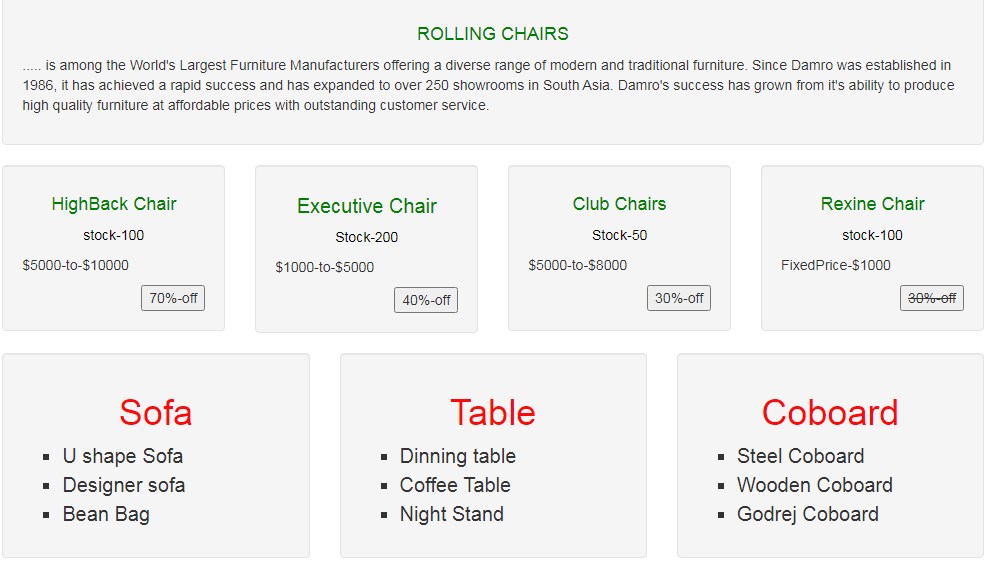 ROLLING CHAIRS
..... is among the World's Largest Furniture Manufacturers offering a diverse range of modern and traditional furniture. Since Damro was established in
1986, it has achieved a rapid success and has expanded to over 250 showrooms in South Asia. Damro's success has grown from it's ability to produce
high quality furniture at affordable prices with outstanding customer service.
HighBack Chair
stock-100
$5000-to-$10000
70%-off
Executive Chair
Stock-200
$1000-to-$5000
40%-off
Club Chairs
Stock-50
$5000-to-$8000
30%-off
Rexine Chair
stock-100
FixedPrice-$1000
30%-off
Sofa
U shape Sofa
Designer sofa
Bean Bag
Table
Dinning table
Coffee Table
Night Stand
Coboard
Steel Coboard
Wooden Coboard
Godrej Coboard